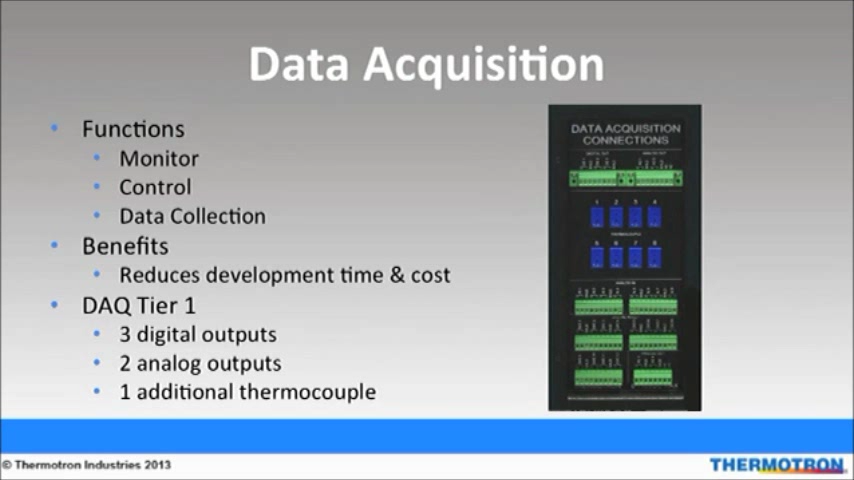 Data Acquisition
• Functions
• Monitor
• Control
• Data Collection
• Benefits
• Reduces development time & cost
• DAQ Tier 1
• 3 digital outputs
• 2 analog outputs
• 1 additional thermocouple
DATA ACQUISITION
CONNECTIONS
1 2 3 4
5 6 7 8
© Thermotron Industries 2013
THERMOTRON